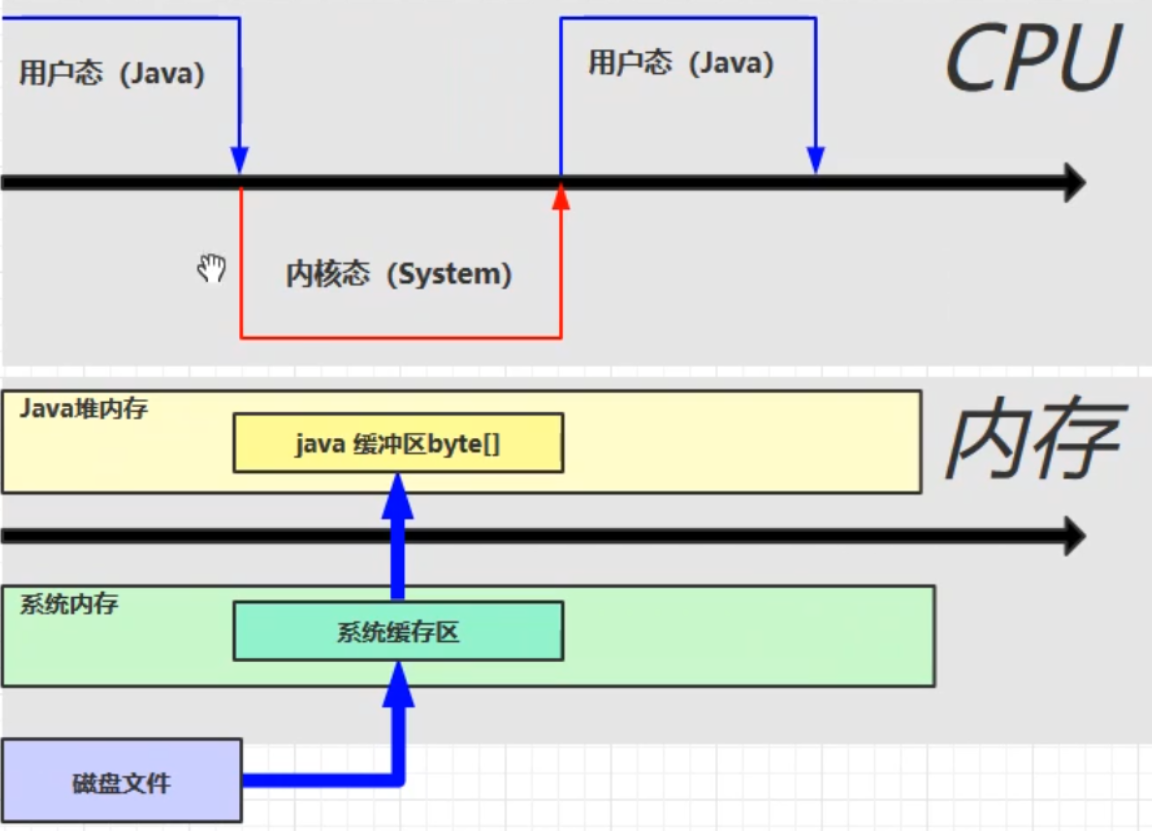 用户态（Java）
用户态（Java）
CPU
内核态（System）
Java堆内存
java 缓冲区byte[]
内存
系统内存
系统缓存区
磁盘文件